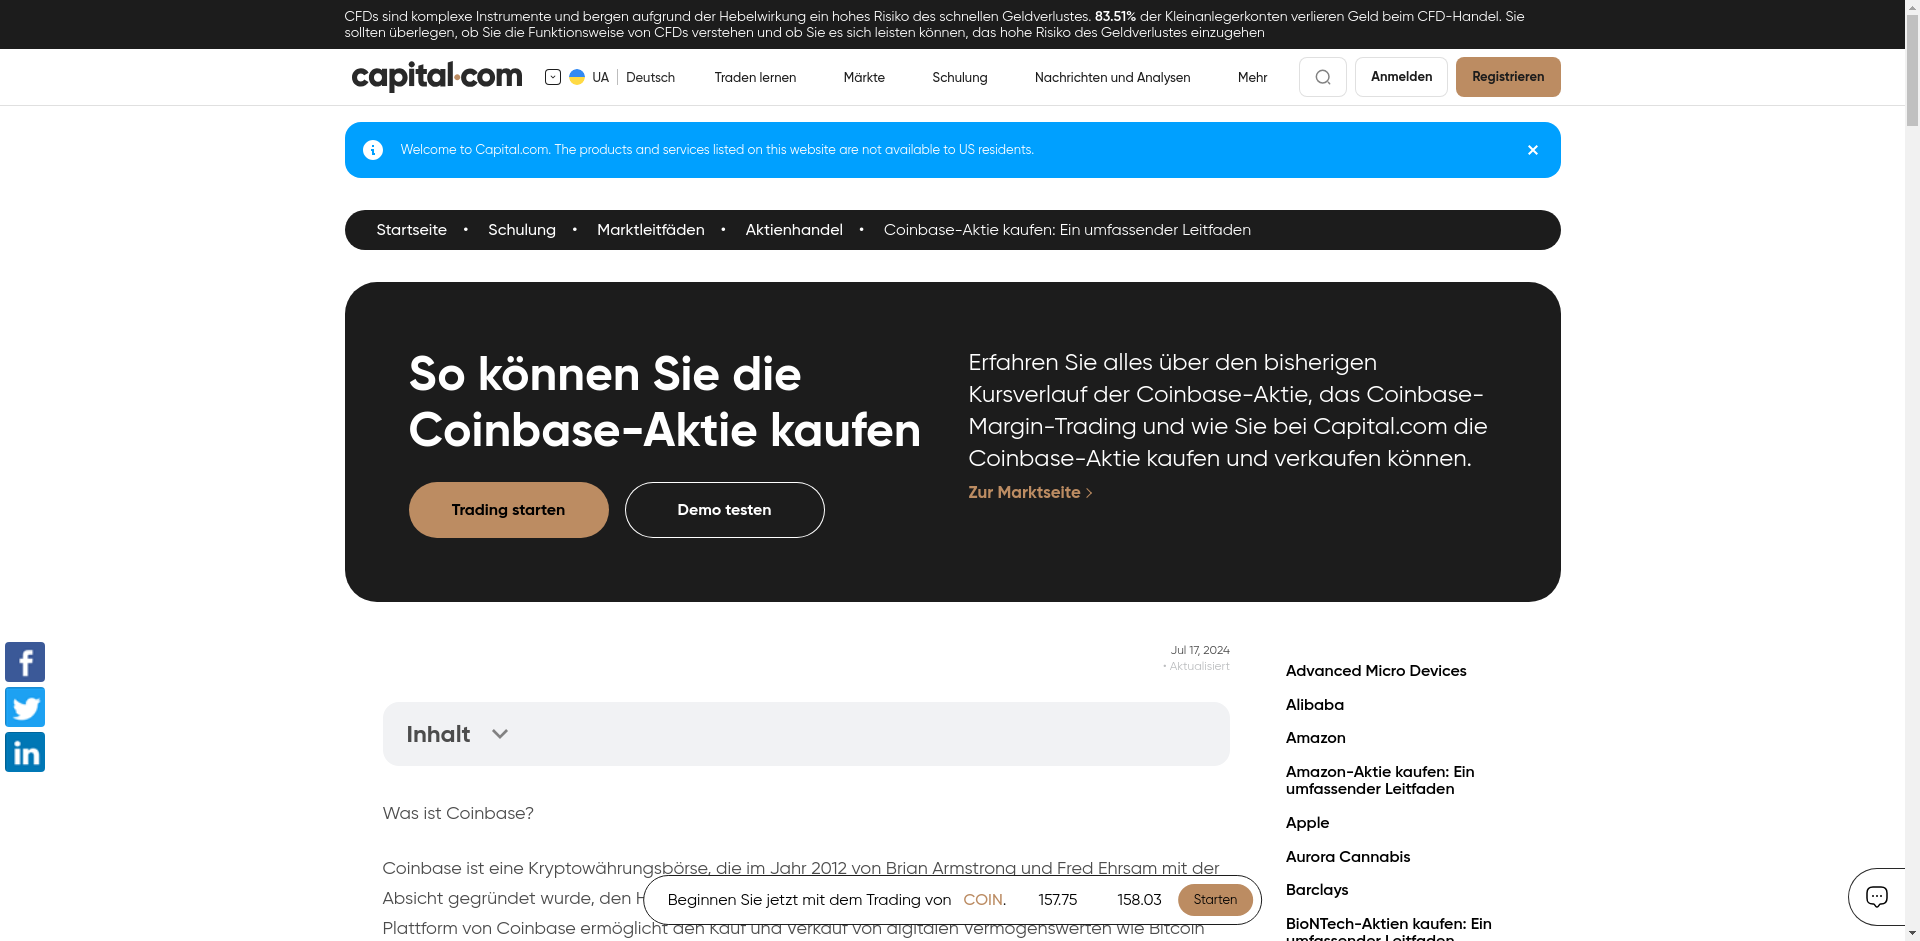 CFDs sind komplexe Instrumente und bergen aufgrund der Hebelwirkung ein hohes Risiko des schnellen Geldverlustes. 83.51% der Kleinanlegerkonten verlieren Geld beim CFD-Handel. Sie
sollten überlegen, ob Sie die Funktionsweise von CFDs verstehen und ob Sie es sich leisten können, das hohe Risiko des Geldverlustes einzugehen
capital.com
UA
Deutsch
Traden lernen
Märkte
Schulung
Nachrichten und Analysen
Mehr
Anmelden
Registrieren
Welcome to Capital.com. The products and services listed on this website are not available to US residents.
Startseite • Schulung • Marktleitfäden • Aktienhandel • Coinbase-Aktie kaufen: Ein umfassender Leitfaden
So können Sie die
Coinbase-Aktie kaufen
Trading starten
Demo testen
Erfahren Sie alles über den bisherigen
Kursverlauf der Coinbase-Aktie, das Coinbase-
Margin-Trading und wie Sie bei Capital.com die
Coinbase-Aktie kaufen und verkaufen können.
Zur Marktseite
Jul 17, 2024
• Aktualisiert
Inhalt
Was ist Coinbase?
Coinbase ist eine Kryptowährungsbörse, die im Jahr 2012 von Brian Armstrong und Fred Ehrsam mit der
Absicht gegründet wurde, den H
Plattform von Coinbase ermöglicht den Kauf und Verkauf von digitalen Vermögenswerten wie Bitcoin
Beginnen Sie jetzt mit dem Trading von COIN. 157.75 158.03 Starten
Advanced Micro Devices
Alibaba
Amazon
Amazon-Aktie kaufen: Ein
umfassender Leitfaden
Apple
Aurora Cannabis
Barclays
BioNTech-Aktien kaufen: Ein
umfassender Leitfaden